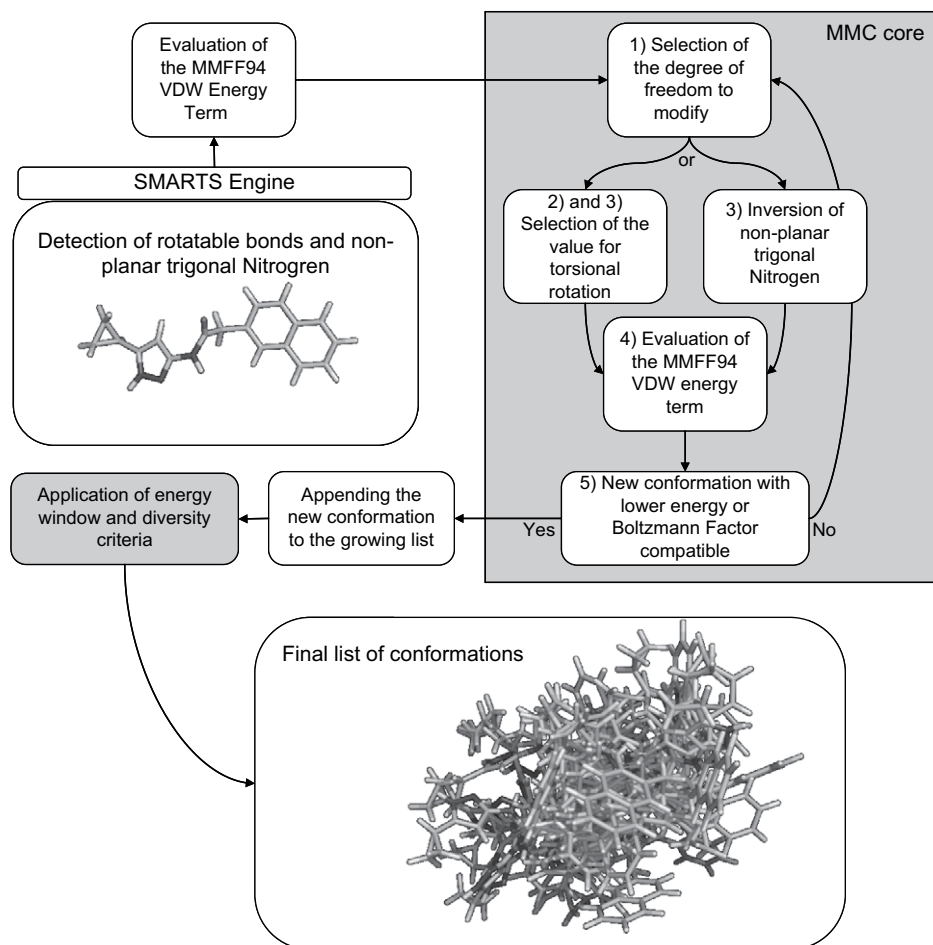 Evaluation of
the MMFF94
VDW Energy
Term
SMARTS Engine
Detection of rotatable bonds and non-
planar trigonal Nitrogren
MMC core
1) Selection of
the degree of
freedom to
modify
or
2) and 3)
Selection of the
value for
torsional
rotation
3) Inversion of
non-planar
trigonal
Nitrogen
4) Evaluation of
the MMFF94
VDW energy
term
5) New conformation with
lower energy or
Boltzmann Factor
compatible
Yes
No
Appending the
new conformation
to the growing list
Application of energy
window and diversity
criteria
Final list of conformations